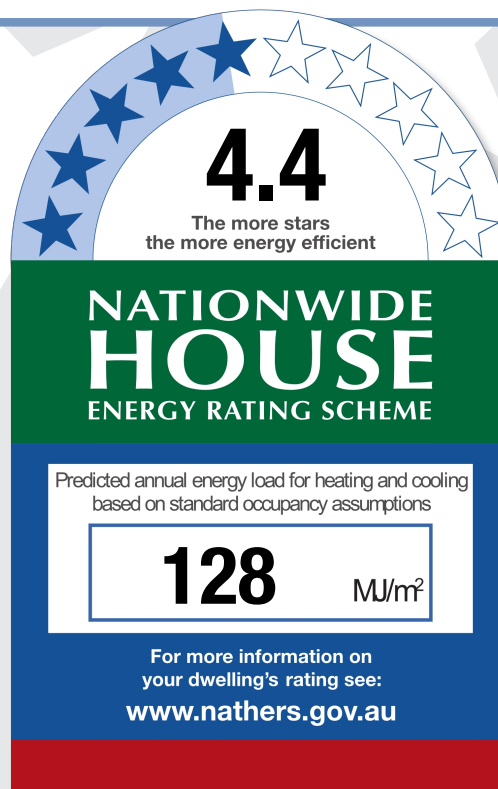 4.4
The more stars
the more energy efficient
NATIONWIDE
HOUSE
ENERGY RATING SCHEME
Predicted annual energy load for heating and cooling
based on standard occupancy assumptions
128 MJ/m²
For more information on
your dwelling's rating see:
www.nathers.gov.au